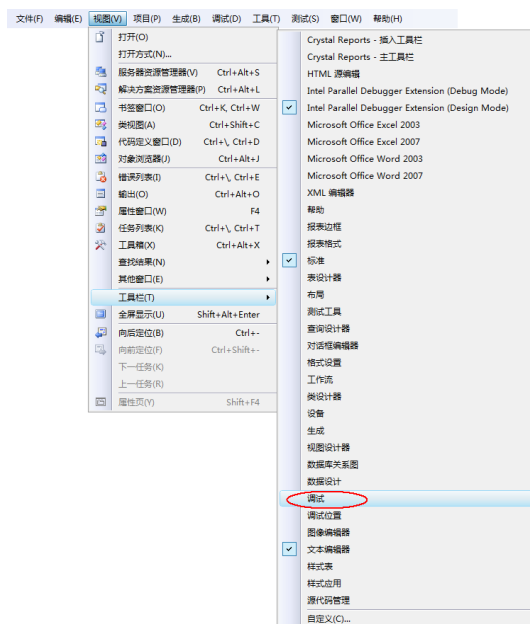 文件(F) 编辑(E) 视图(V) 项目(P) 生成(B) 调试(D) 工具(T) 测试(S) 窗口(W) 帮助(H)
打开(O)
打开方式(N)...
服务器资源管理器(V) Ctrl+Alt+S
解决方案资源管理器(P) Ctrl+Alt+L
书签窗口(O) Ctrl+K, Ctrl+W
类视图(A) Ctrl+Shift+C
代码定义窗口(D) Ctrl+\, Ctrl+D
对象浏览器(J) Ctrl+Alt+J
错误列表(I) Ctrl+\, Ctrl+E
输出(O) Ctrl+Alt+O
属性窗口(W) F4
任务列表(K) Ctrl+\, Ctrl+T
工具箱(X) Ctrl+Alt+X
查找结果(N)
其他窗口(E)
工具栏(T)
全屏显示(U) Shift+Alt+Enter
向后定位(B) Ctrl+-
向前定位(F) Ctrl+Shift+-
下一任务(K)
上一任务(R)
属性页(Y) Shift+F4
Crystal Reports - 插入工具栏
Crystal Reports - 主工具栏
HTML 源编辑
Intel Parallel Debugger Extension (Debug Mode)
Intel Parallel Debugger Extension (Design Mode)
Microsoft Office Excel 2003
Microsoft Office Excel 2007
Microsoft Office Word 2003
Microsoft Office Word 2007
XML 编辑器
帮助
报表边框
报表格式
标准
表设计器
布局
测试工具
查询设计器
对话框编辑器
格式设置
工作流
类设计器
设备
生成
视图设计器
数据库关系图
数据设计
调试
调试位置
图像编辑器
文本编辑器
样式表
样式应用
源代码管理
自定义(C)...